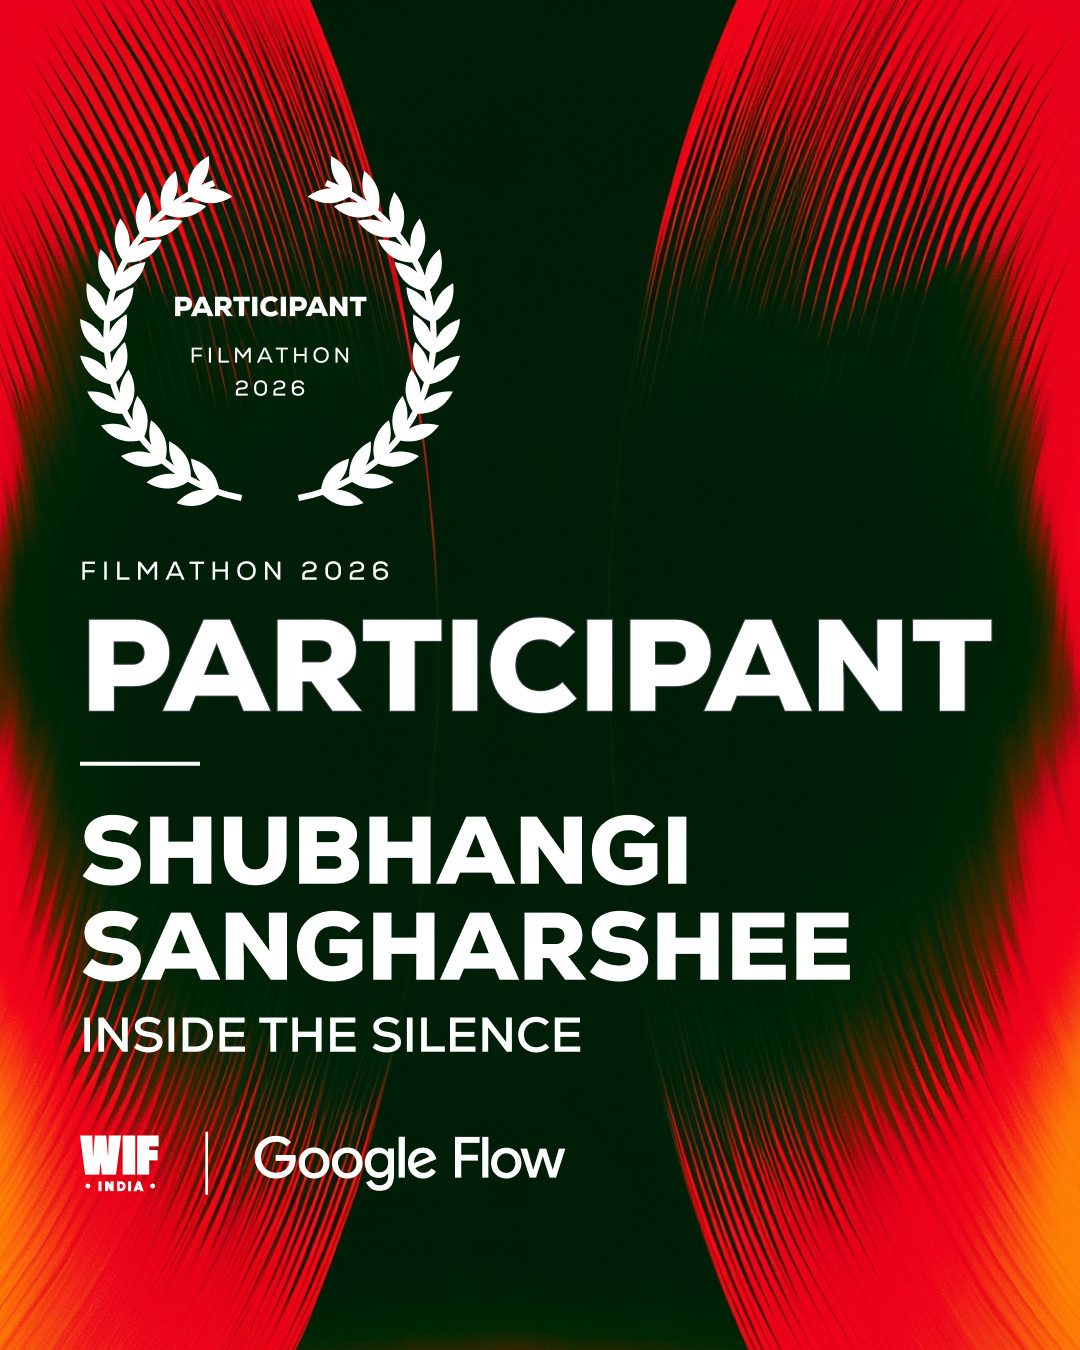 PARTICIPANT
FILMATHON
2026
FILMATHON 2026
PARTICIPANT
SHUBHANGI
SANGHARSHEE
INSIDE THE SILENCE
WIF
• INDIA •
Google Flow